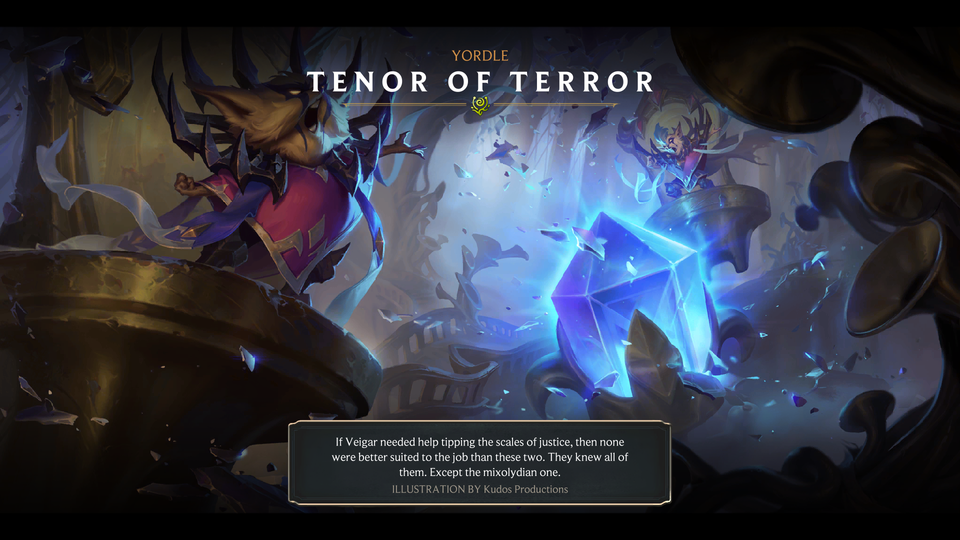 YORDLE
TENOR OF TERROR
If Veigar needed help tipping the scales of justice, then none
were better suited to the job than these two. They knew all of
them. Except the mixolydian one.
ILLUSTRATION BY Kudos Productions